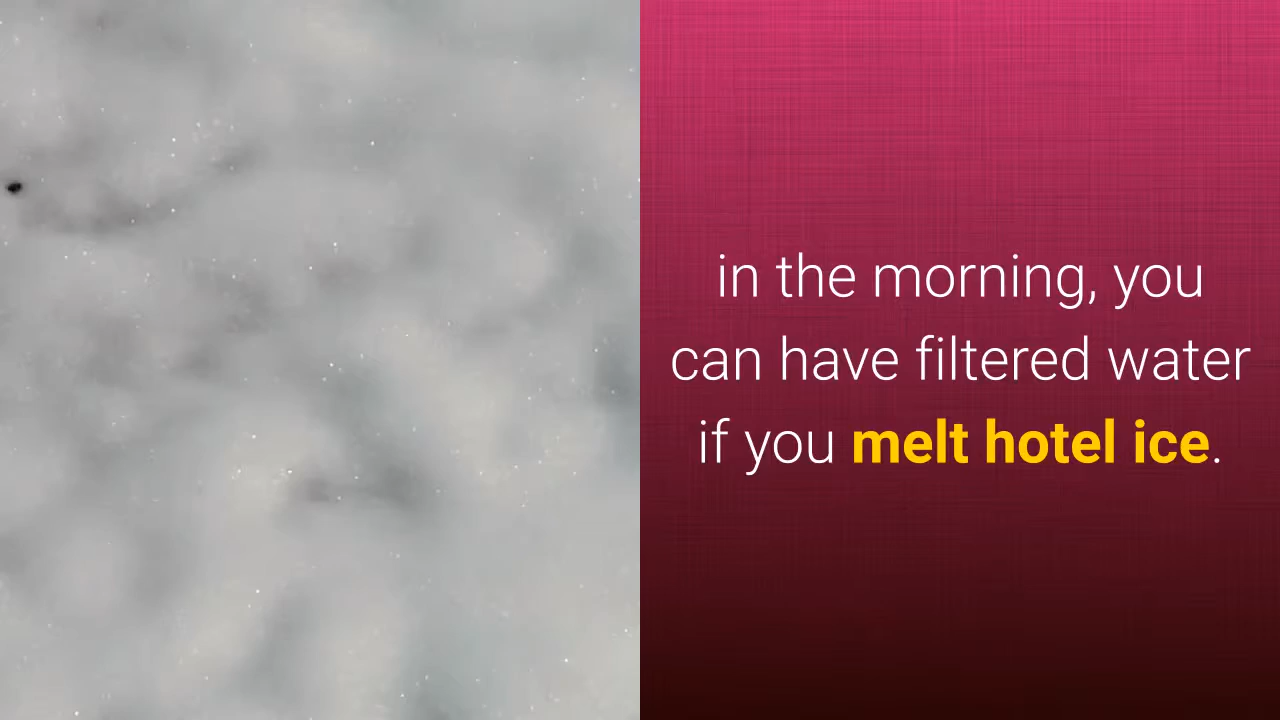 in the morning, you
can have filtered water
if you melt hotel ice.